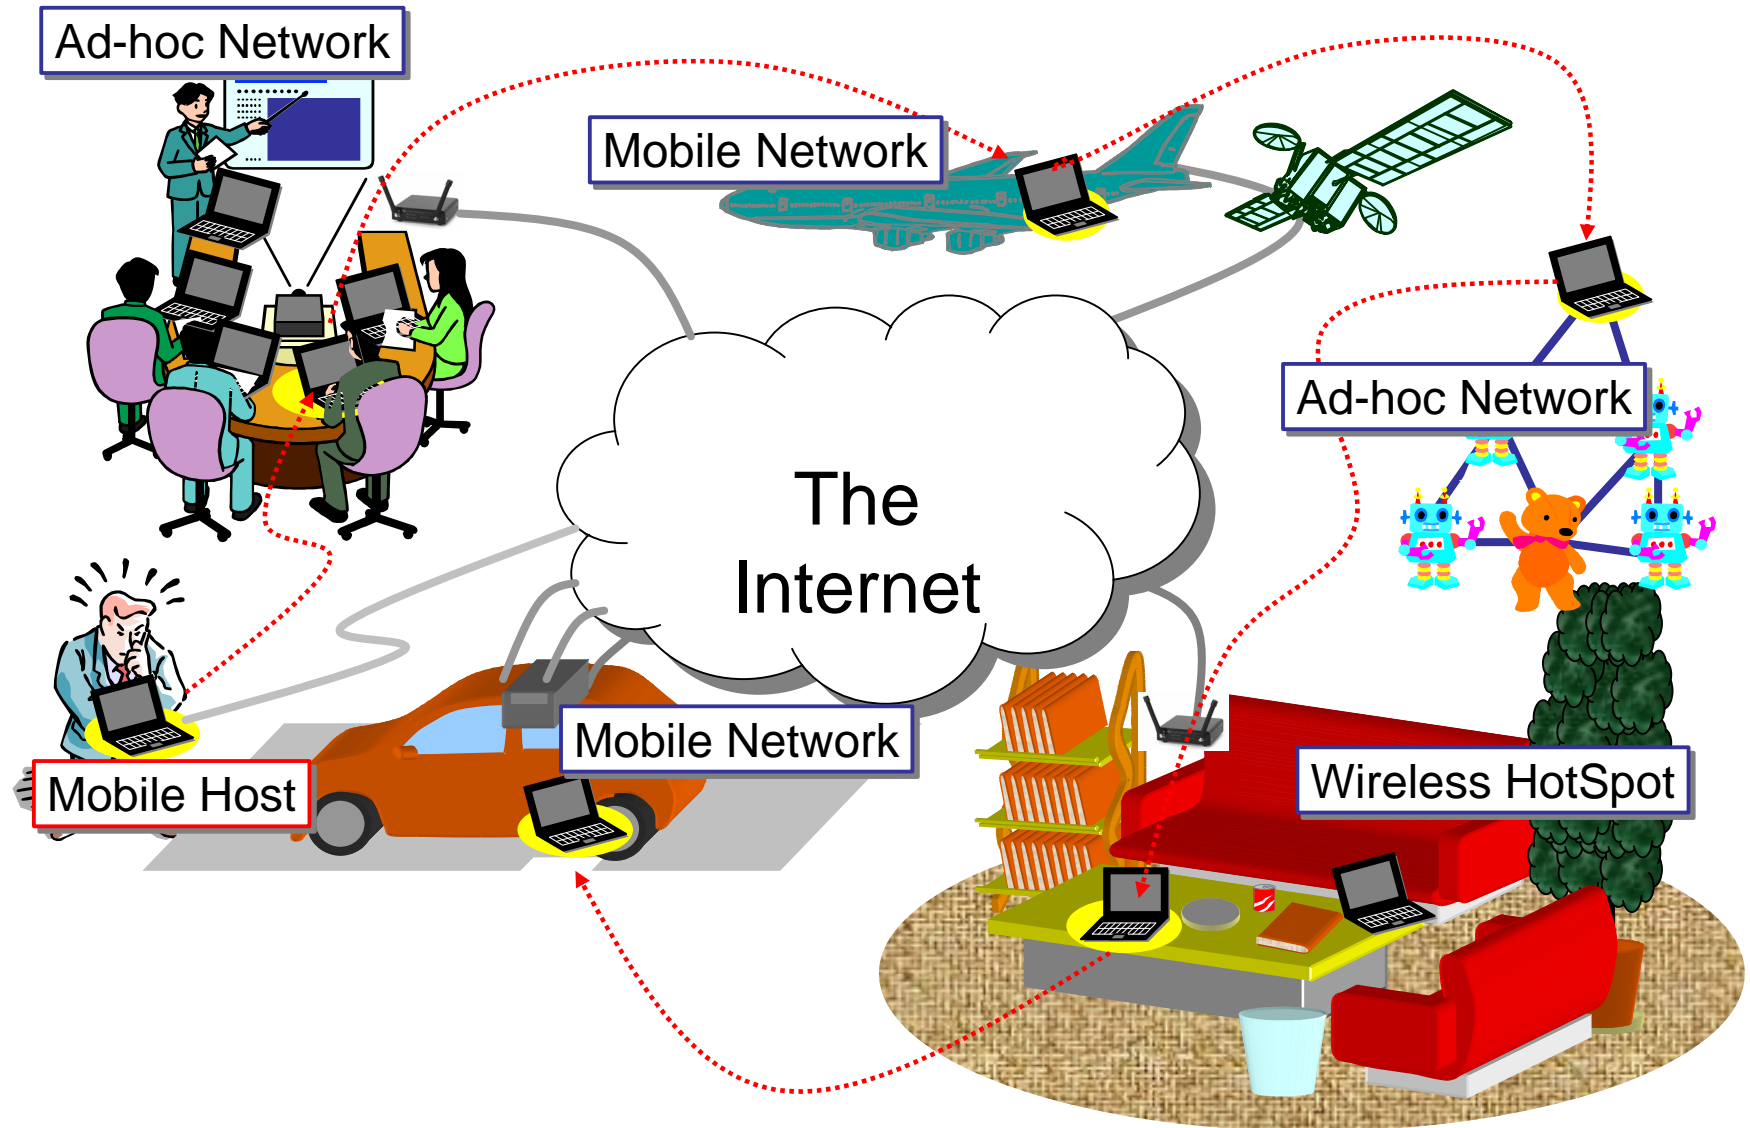 Ad-hoc Network
Mobile Network
Ad-hoc Network
The
Internet
Mobile Network
Wireless HotSpot
Mobile Host